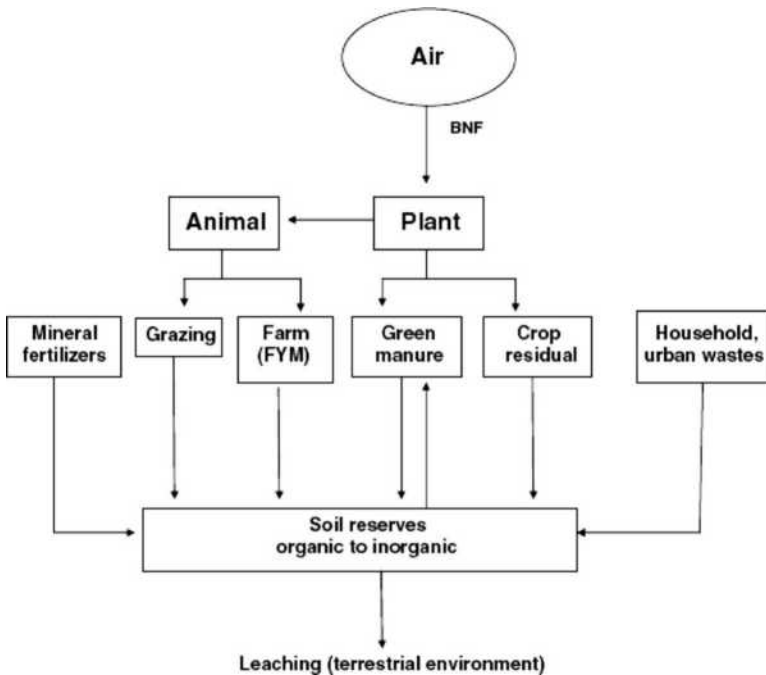 Air
BNF
Animal
Plant
Mineral
fertilizers
Grazing
Farm
(FYM)
Green
manure
Crop
residual
Household,
urban wastes
Soil reserves
organic to inorganic
Leaching (terrestrial environment)